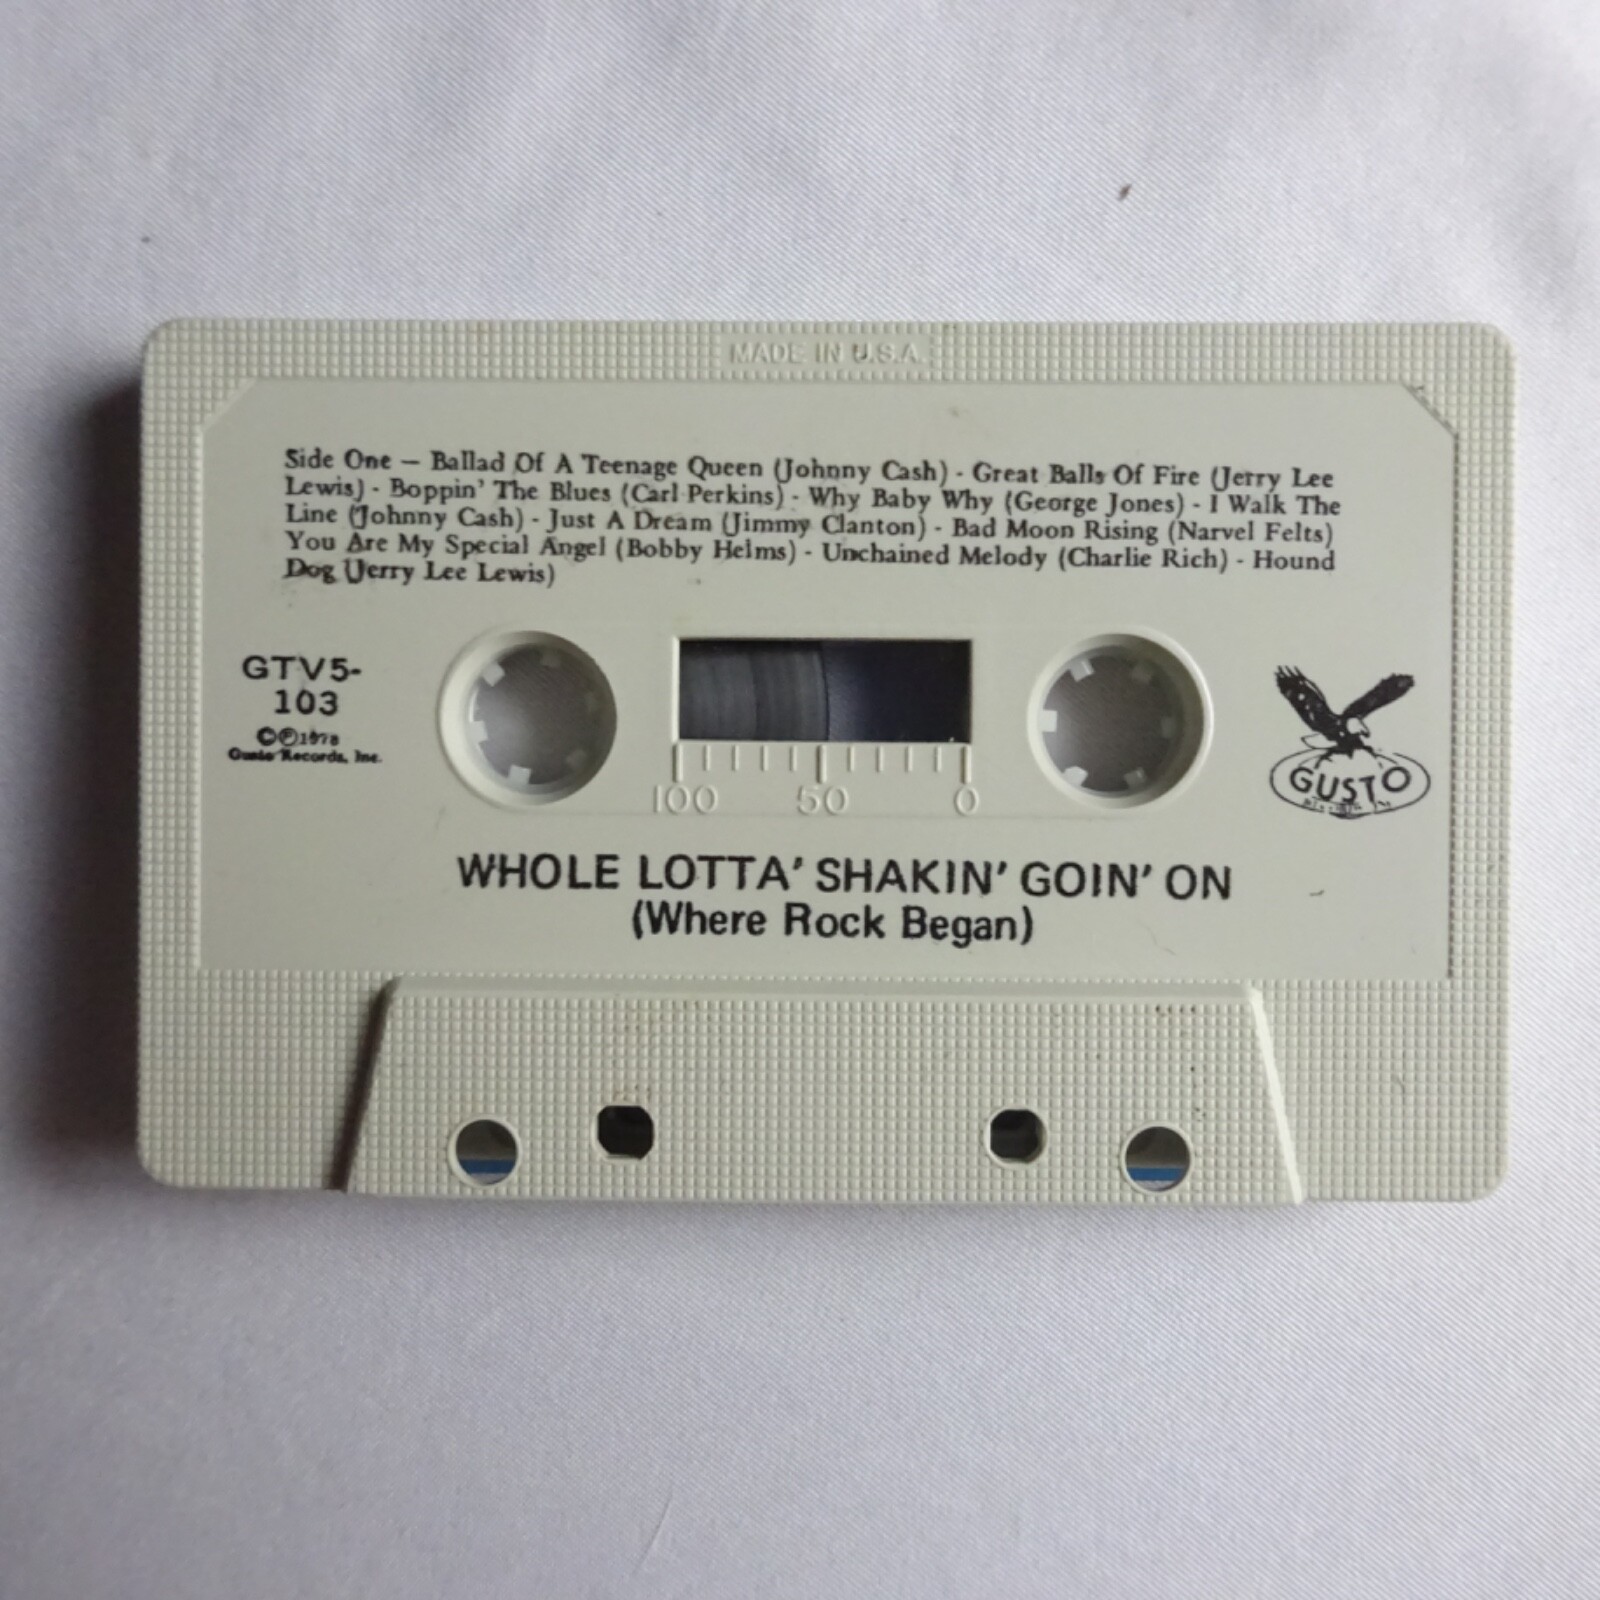 MADE IN U.S.A.
Side One — Ballad Of A Teenage Queen (Johnny Cash) - Great Balls Of Fire (Jerry Lee
Lewis) - Boppin' The Blues (Carl Perkins) - Why Baby Why (George Jones) - I Walk The
Line (Johnny Cash) - Just A Dream (Jimmy Clanton) - Bad Moon Rising (Narvel Felts)
You Are My Special Angel (Bobby Helms) - Unchained Melody (Charlie Rich) - Hound
Dog (Jerry Lee Lewis)
GTV5-
103
©℗1978
Gusto Records, Inc.
100 50 0
GUSTO
WHOLE LOTTA' SHAKIN' GOIN' ON
(Where Rock Began)